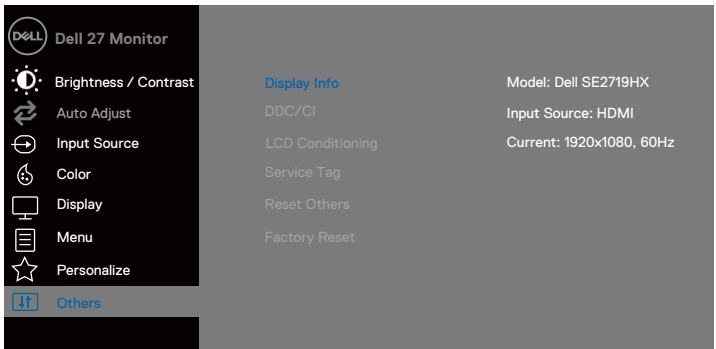 DELL
Dell 27 Monitor
Brightness / Contrast
Auto Adjust
Input Source
Color
Display
Menu
Personalize
Others
Display Info
DDC/CI
LCD Conditioning
Service Tag
Reset Others
Factory Reset
Model: Dell SE2719HX
Input Source: HDMI
Current: 1920x1080, 60Hz